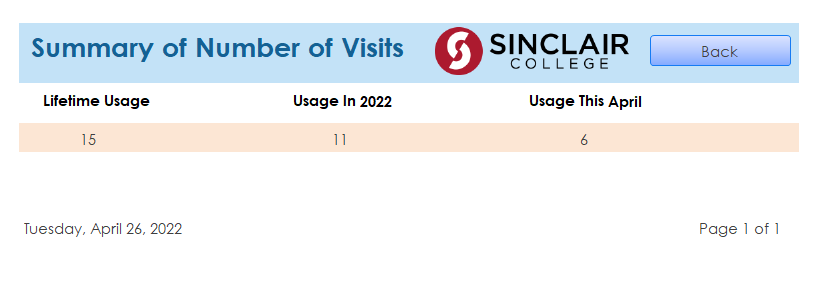 Summary of Number of Visits
SINCLAIR
COLLEGE
Back
Lifetime Usage Usage In 2022 Usage This April
15 11 6
Tuesday, April 26, 2022 Page 1 of 1